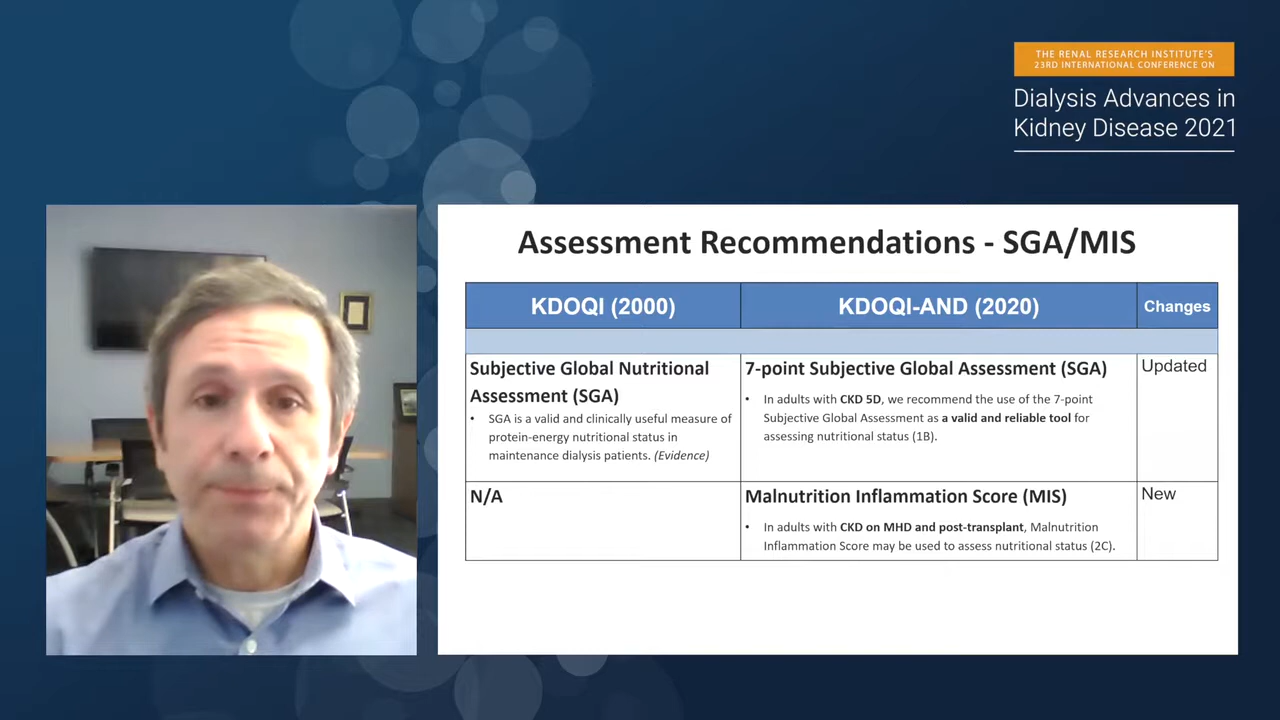 THE RENAL RESEARCH INSTITUTE'S
23RD INTERNATIONAL CONFERENCE ON
Dialysis Advances in
Kidney Disease 2021
Assessment Recommendations - SGA/MIS
KDOQI (2000)
KDOQI-AND (2020)
Changes
Subjective Global Nutritional
Assessment (SGA)
• SGA is a valid and clinically useful measure of
protein-energy nutritional status in
maintenance dialysis patients. (Evidence)
7-point Subjective Global Assessment (SGA)
• In adults with CKD 5D, we recommend the use of the 7-point
Subjective Global Assessment as a valid and reliable tool for
assessing nutritional status (1B).
Updated
N/A
Malnutrition Inflammation Score (MIS)
• In adults with CKD on MHD and post-transplant, Malnutrition
Inflammation Score may be used to assess nutritional status (2C).
New